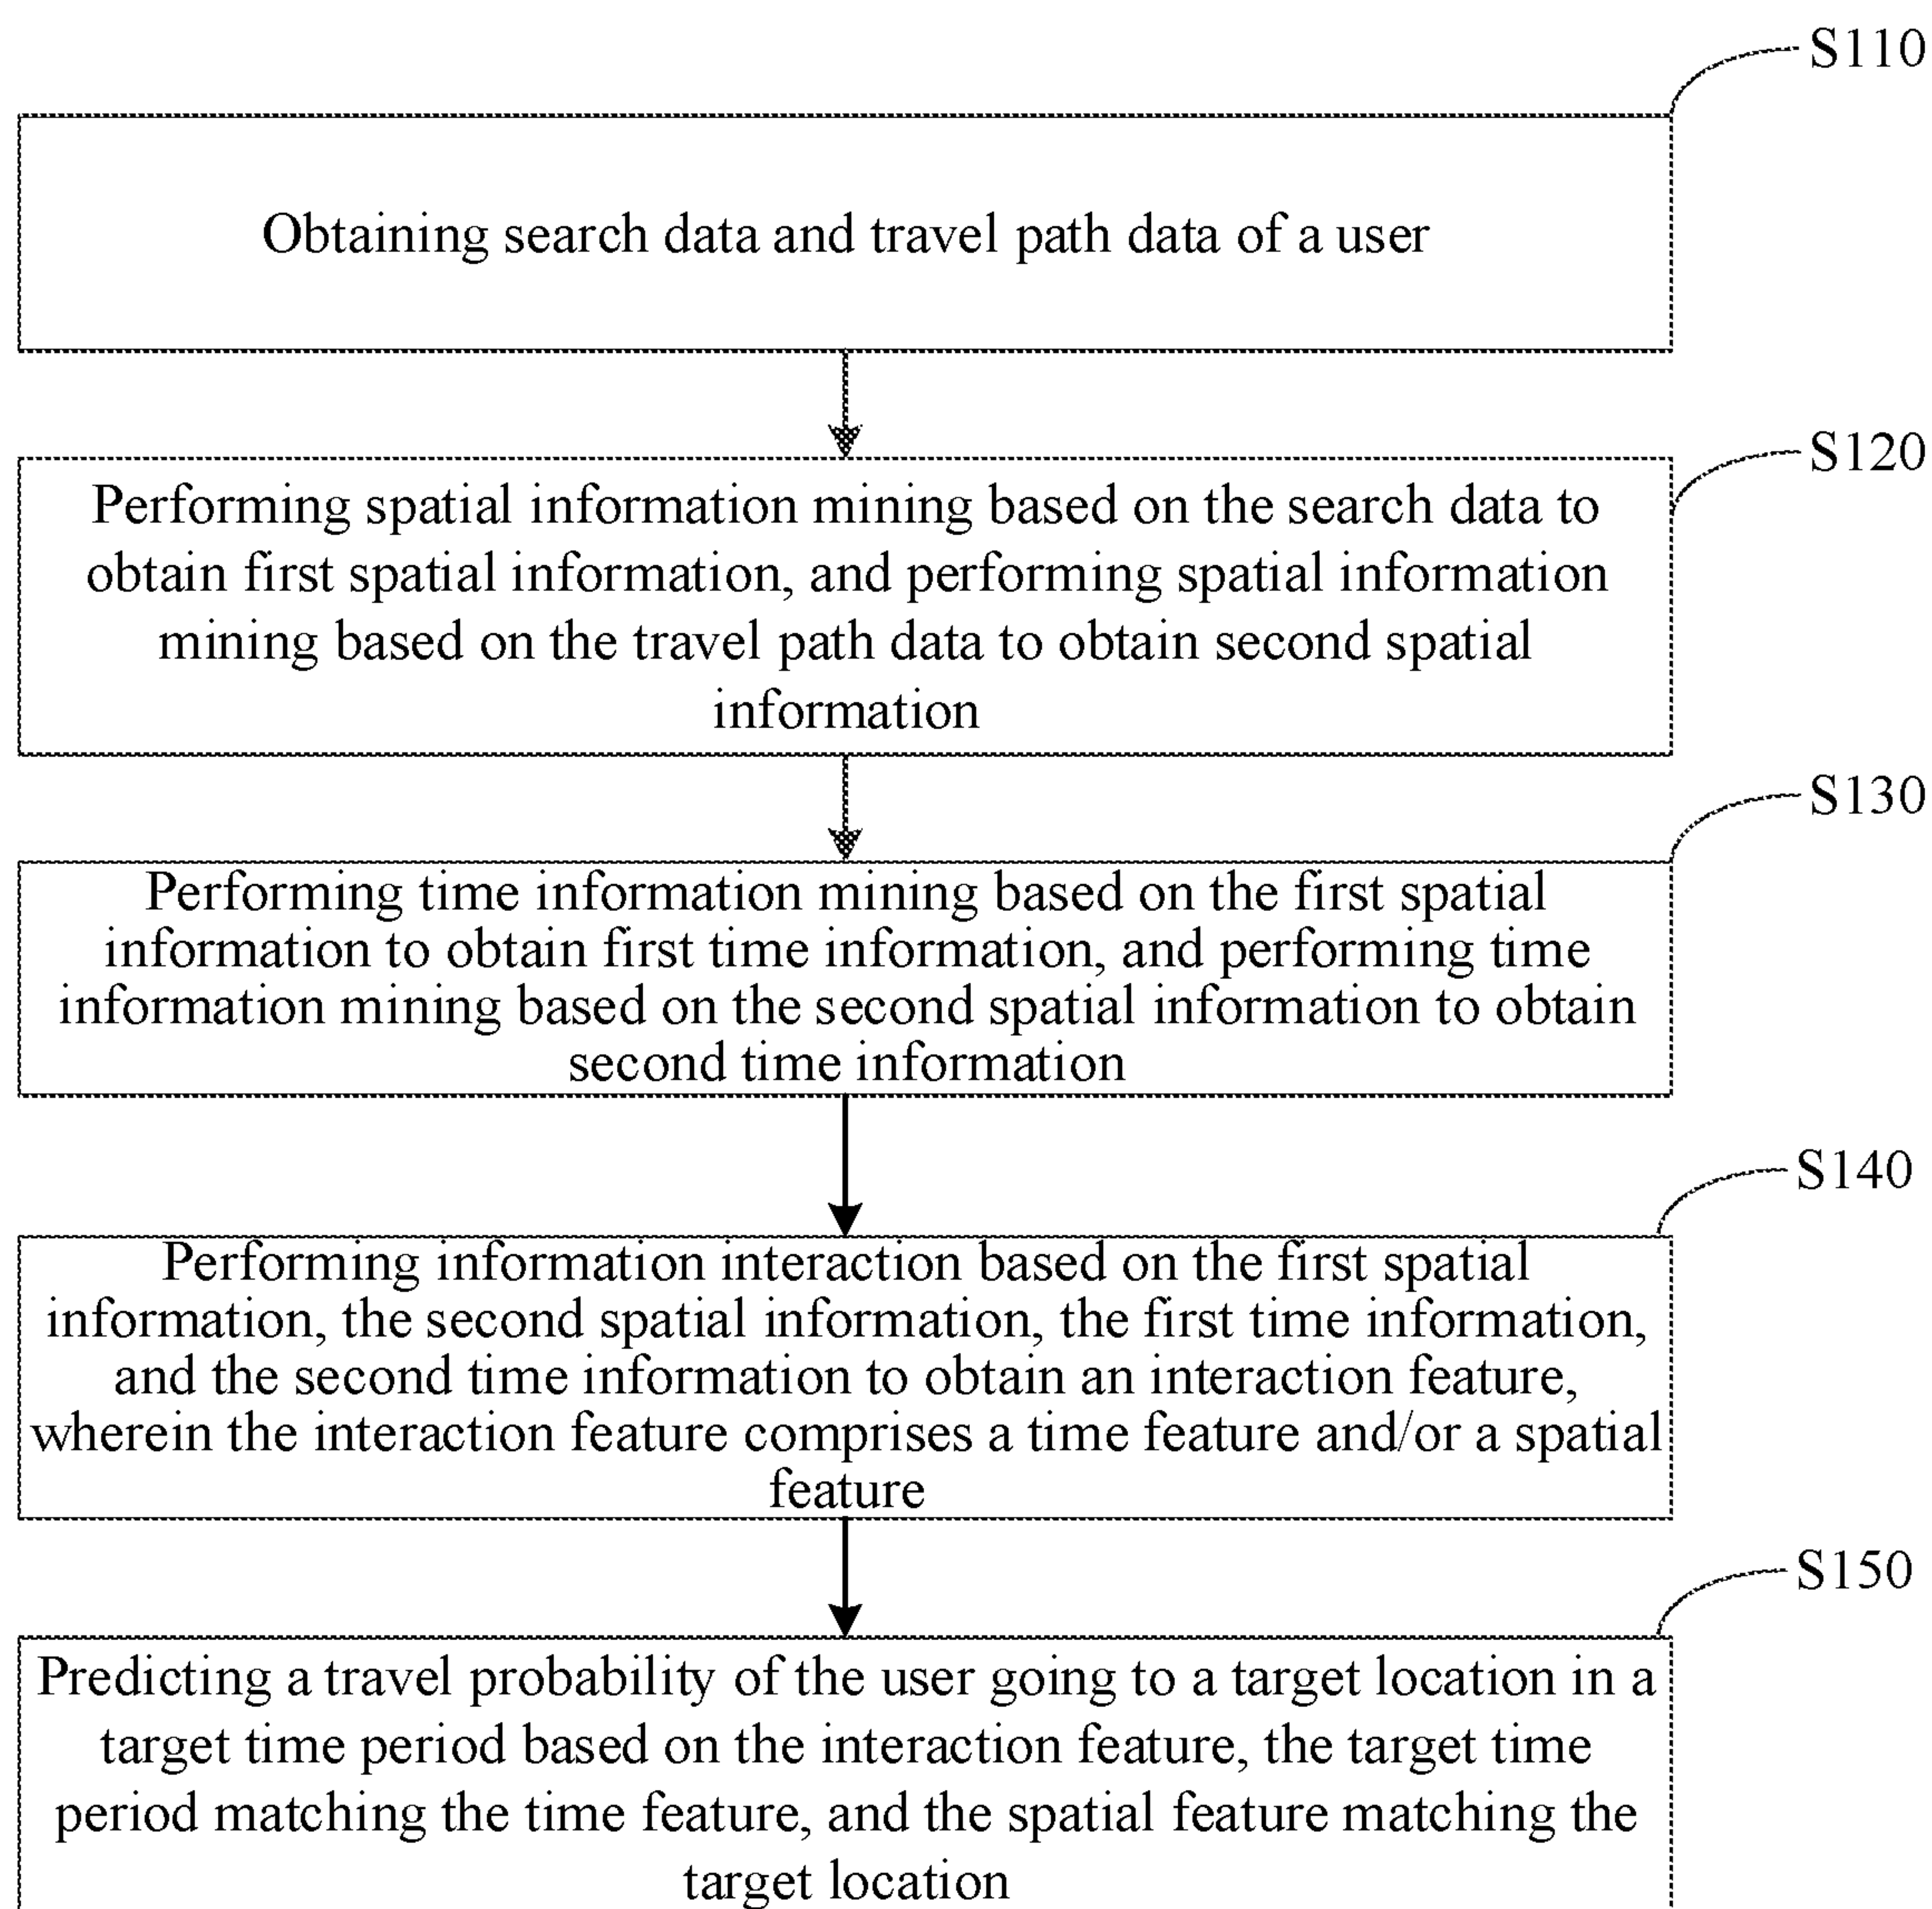 S110
Obtaining search data and travel path data of a user
S120
Performing spatial information mining based on the search data to
obtain first spatial information, and performing spatial information
mining based on the travel path data to obtain second spatial
information
S130
Performing time information mining based on the first spatial
information to obtain first time information, and performing time
information mining based on the second spatial information to obtain
second time information
S140
Performing information interaction based on the first spatial
information, the second spatial information, the first time information,
and the second time information to obtain an interaction feature,
wherein the interaction feature comprises a time feature and/or a spatial
feature
S150
Predicting a travel probability of the user going to a target location in a
target time period based on the interaction feature, the target time
period matching the time feature, and the spatial feature matching the
target location